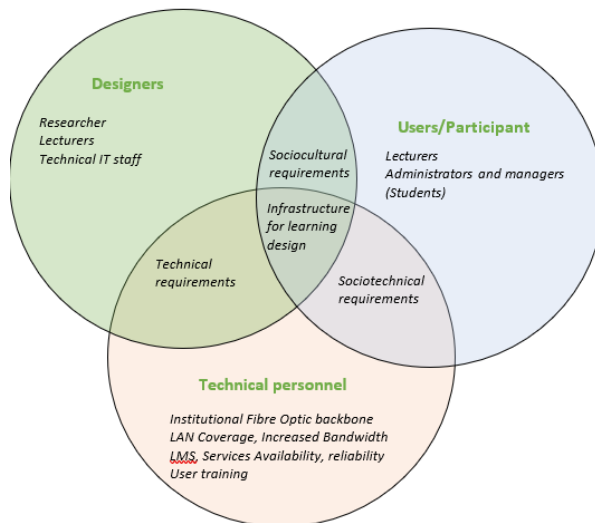 Designers
Researcher
Lecturers
Technical IT staff
Users/Participant
Lecturers
Administrators and managers
(Students)
Sociocultural
requirements
Infrastructure
for learning
design
Technical
requirements
Sociotechnical
requirements
Technical personnel
Institutional Fibre Optic backbone
LAN Coverage, Increased Bandwidth
LMS, Services Availability, reliability
User training